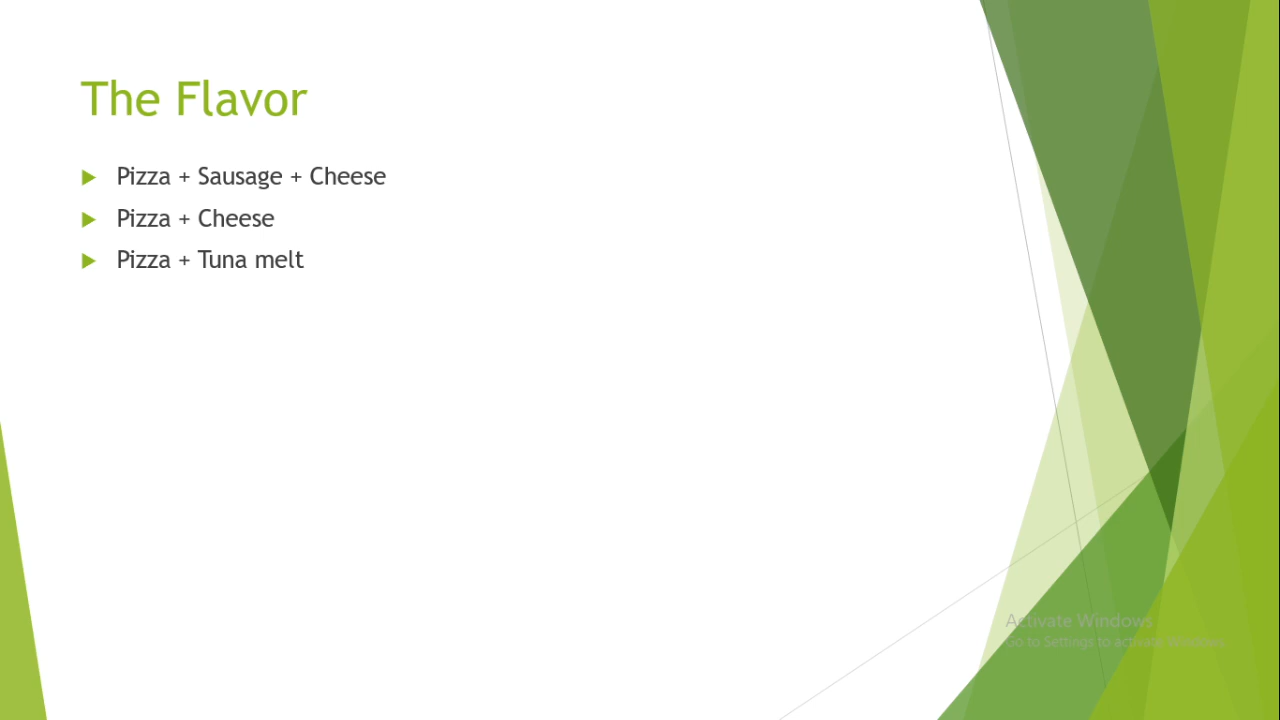 The Flavor
Pizza + Sausage + Cheese
Pizza + Cheese
Pizza + Tuna melt
Activate Windows
Go to Settings to activate Windows.